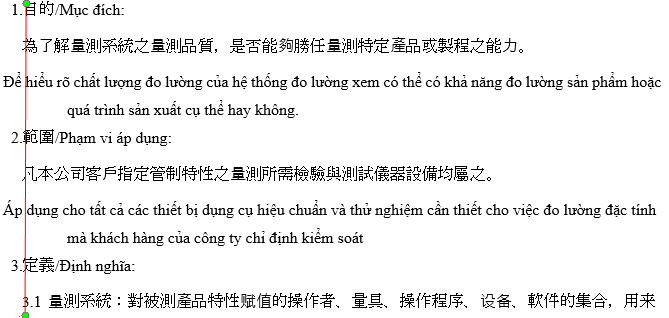 1.目的/Mục đích:
為了解量測系統之量測品質，是否能夠勝任量測特定產品或製程之能力。
Để hiểu rõ chất lượng đo lường của hệ thống đo lường xem có thể có khả năng đo lường sản phẩm hoặc
quá trình sản xuất cụ thể hay không.
2.範圍/Phạm vi áp dụng:
凡本公司客戶指定管制特性之量測所需檢驗與測試儀器設備均屬之。
Áp dụng cho tất cả các thiết bị dụng cụ hiệu chuẩn và thử nghiệm cần thiết cho việc đo lường đặc tính
mà khách hàng của công ty chỉ định kiểm soát
3.定義/Định nghĩa:
3.1 量測系統：對被測產品特性赋值的操作者、量具、操作程序、设备、軟件的集合，用来